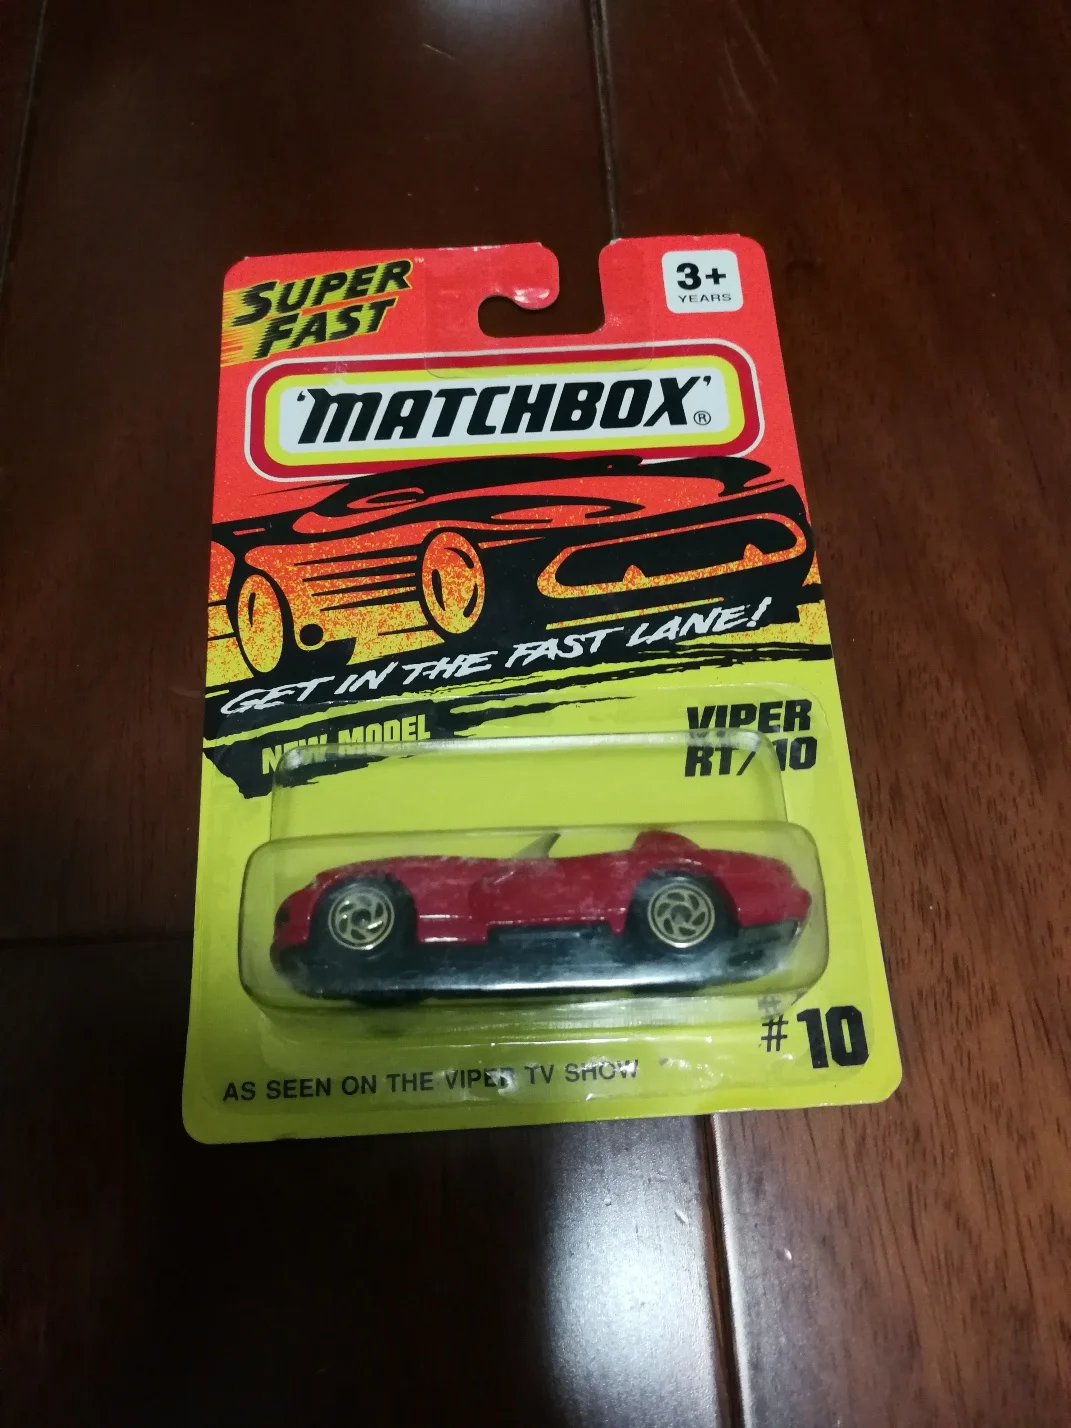 SUPER
FAST™
3+
YEARS
'MATCHBOX'®
GET IN THE FAST LANE!
NEW MODEL
VIPER
RT/10
#10
AS SEEN ON THE VIPER TV SHOW